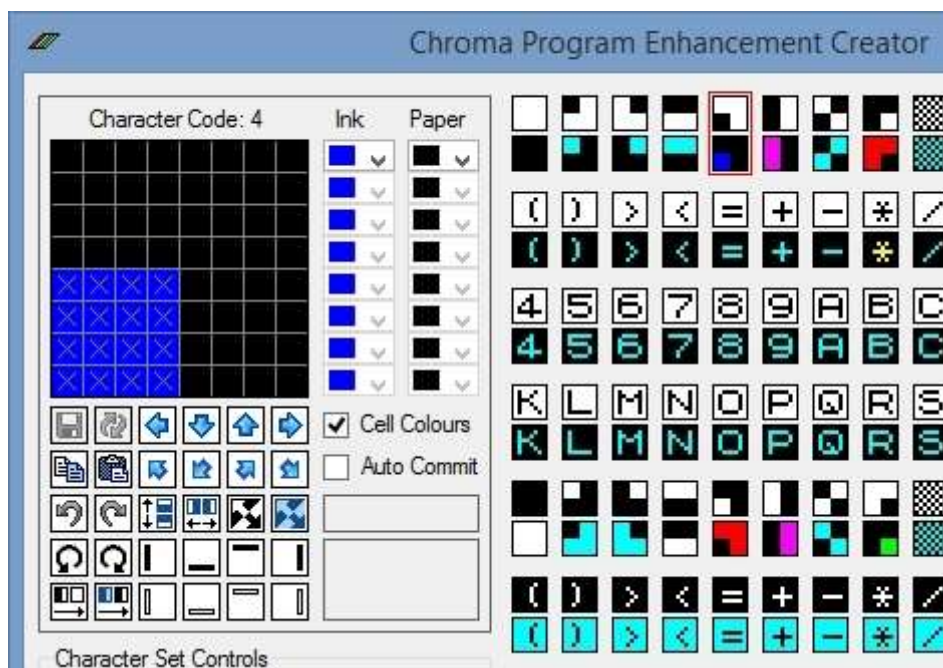 Chroma Program Enhancement Creator
Character Code: 4
Ink
Paper
Cell Colours
Auto Commit
( ) > < = + - * /
( ) > < = + - * /
4 5 6 7 8 9 A B C
4 5 6 7 8 9 A B C
K L M N O P Q R S
K L M N O P Q R S
( ) > < = + - * /
( ) > < = + - * /
Character Set Controls